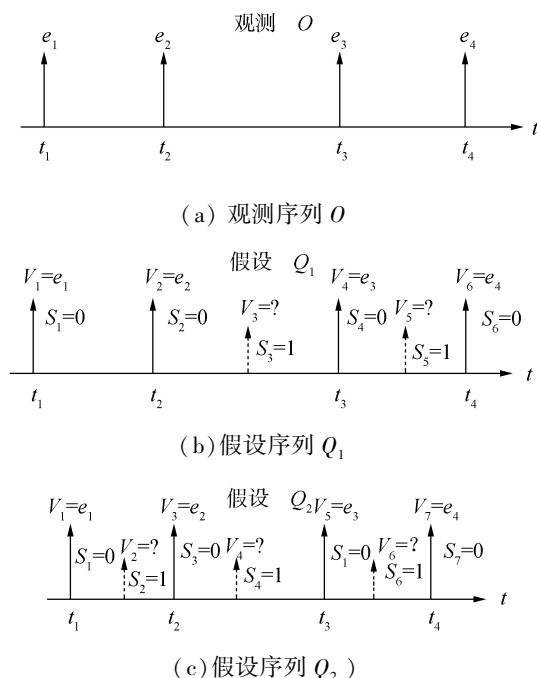 观测 O
e₁ e₂ e₃ e₄
t
t₁ t₂ t₃ t₄
(a) 观测序列 O
假设 Q₁
V₁=e₁ V₂=e₂ V₄=e₃ V₆=e₄
V₃=? V₅=?
S₁=0 S₂=0 S₄=0 S₆=0
S₃=1 S₅=1
t
t₁ t₂ t₃ t₄
(b)假设序列 Q₁
V₁=e₁ V₃=e₂ 假设 Q₂V₅=e₃ V₇=e₄
S₁=0 V₂=? S₃=0 V₄=? S₁=0 V₆=? S₇=0
S₂=1 S₄=1 S₆=1
t
t₁ t₂ t₃ t₄
(c)假设序列 Q₂ )